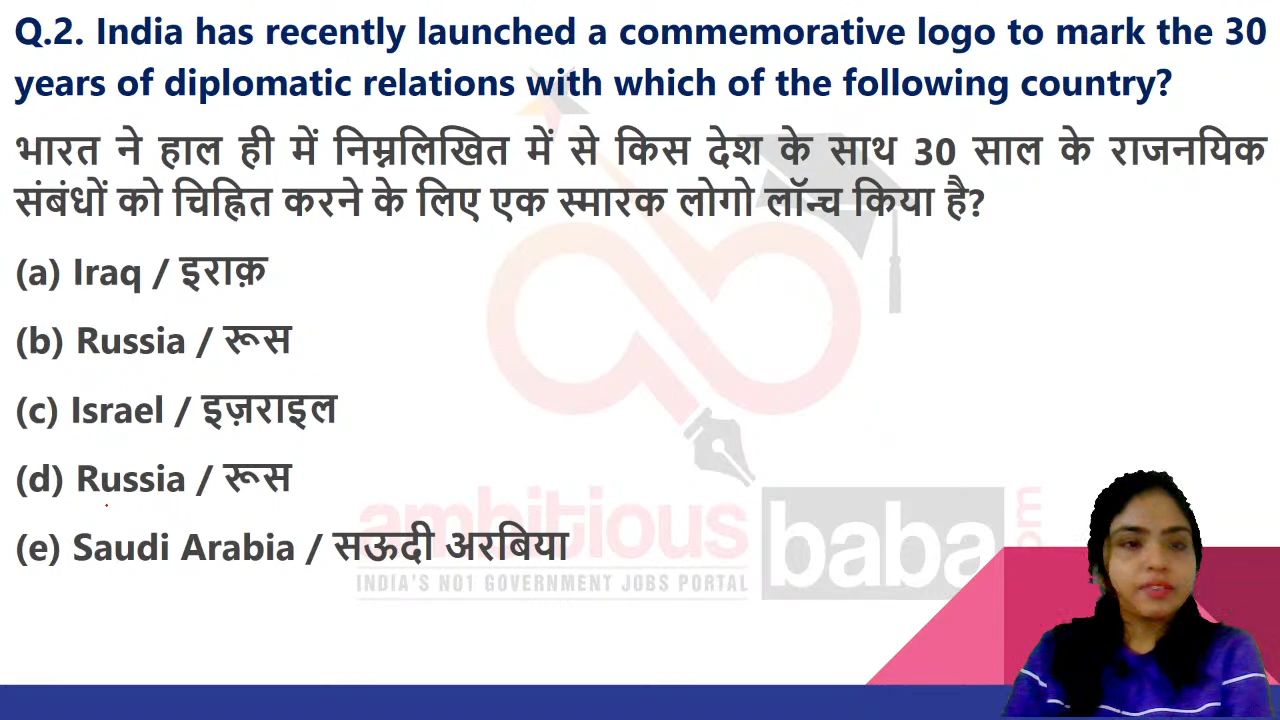 Q.2. India has recently launched a commemorative logo to mark the 30
years of diplomatic relations with which of the following country?
भारत ने हाल ही में निम्नलिखित में से किस देश के साथ 30 साल के राजनयिक
संबंधों को चिह्नित करने के लिए एक स्मारक लोगो लॉन्च किया है?
(a) Iraq / इराक़
(b) Russia / रूस
(c) Israel / इज़राइल
(d) Russia / रूस
(e) Saudi Arabia / सऊदी अरबिया
ambitious baba .com
INDIA'S NO1 GOVERNMENT JOBS PORTAL